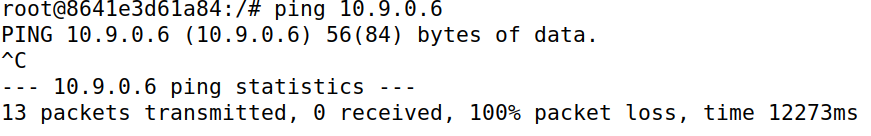 root@8641e3d61a84:/# ping 10.9.0.6
PING 10.9.0.6 (10.9.0.6) 56(84) bytes of data.
^C
--- 10.9.0.6 ping statistics ---
13 packets transmitted, 0 received, 100% packet loss, time 12273ms